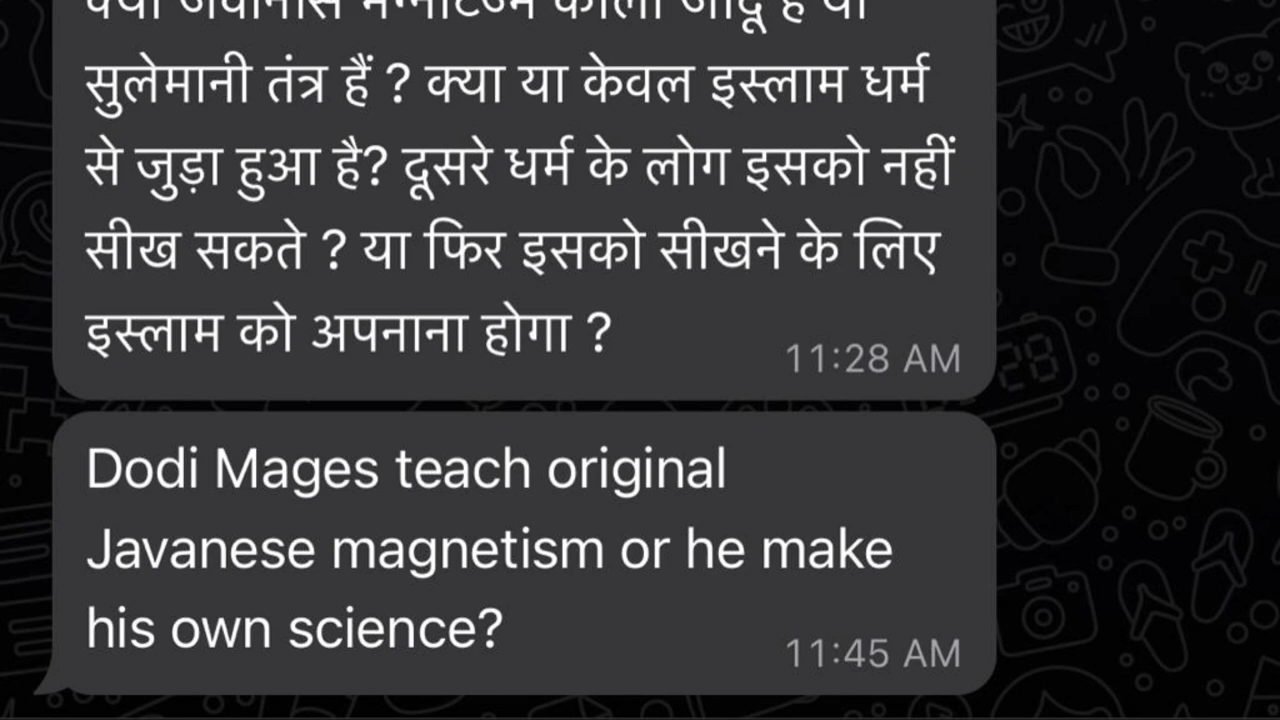 क्या जेवानीस मैग्नेटिज्म काला जादू है या
सुलेमानी तंत्र हैं ? क्या या केवल इस्लाम धर्म
से जुड़ा हुआ है? दूसरे धर्म के लोग इसको नहीं
सीख सकते ? या फिर इसको सीखने के लिए
इस्लाम को अपनाना होगा ?
11:28 AM
Dodi Mages teach original
Javanese magnetism or he make
his own science?
11:45 AM